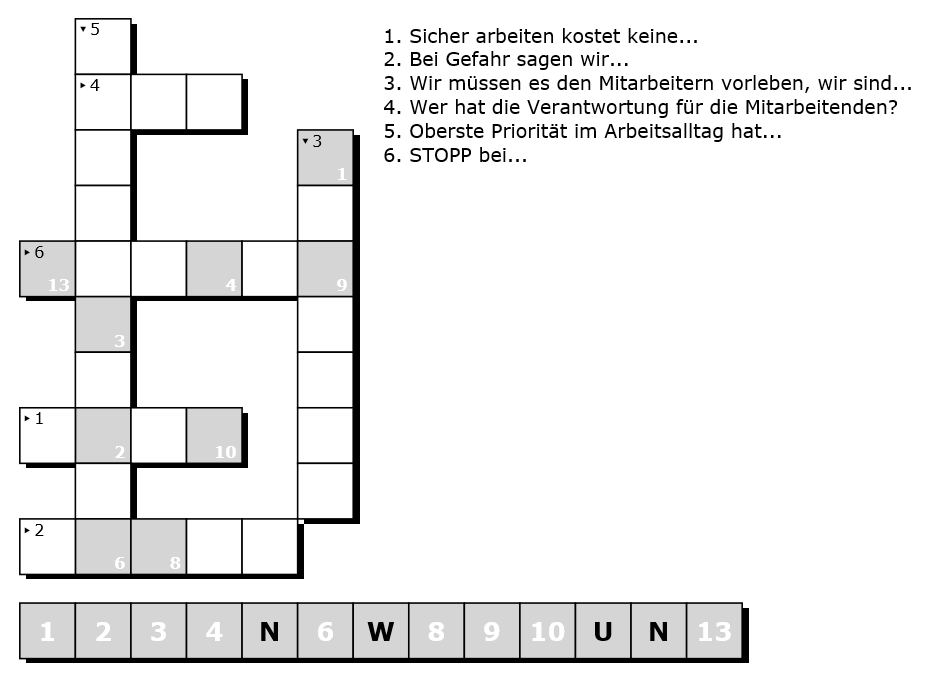 5
1. Sicher arbeiten kostet keine...
2. Bei Gefahr sagen wir...
3. Wir müssen es den Mitarbeitern vorleben, wir sind...
4. Wer hat die Verantwortung für die Mitarbeitenden?
5. Oberste Priorität im Arbeitsalltag hat...
6. STOPP bei...
4
3
1
6
13 4 9
3
1
2 10
2
6 8
1 2 3 4 N 6 W 8 9 10 U N 13